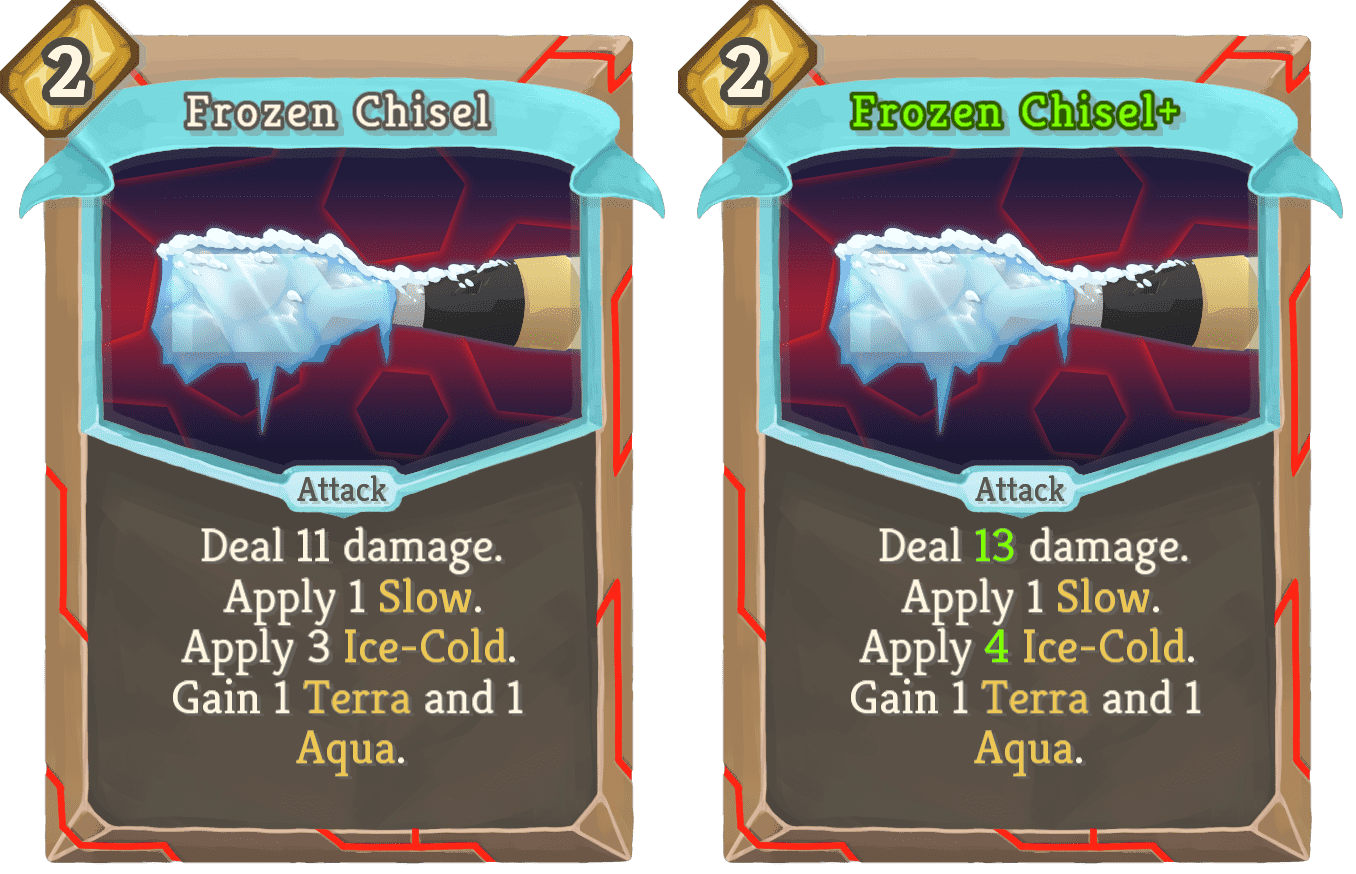 2
Frozen Chisel
Attack
Deal 11 damage.
Apply 1 Slow.
Apply 3 Ice-Cold.
Gain 1 Terra and 1
Aqua.
2
Frozen Chisel+
Attack
Deal 13 damage.
Apply 1 Slow.
Apply 4 Ice-Cold.
Gain 1 Terra and 1
Aqua.